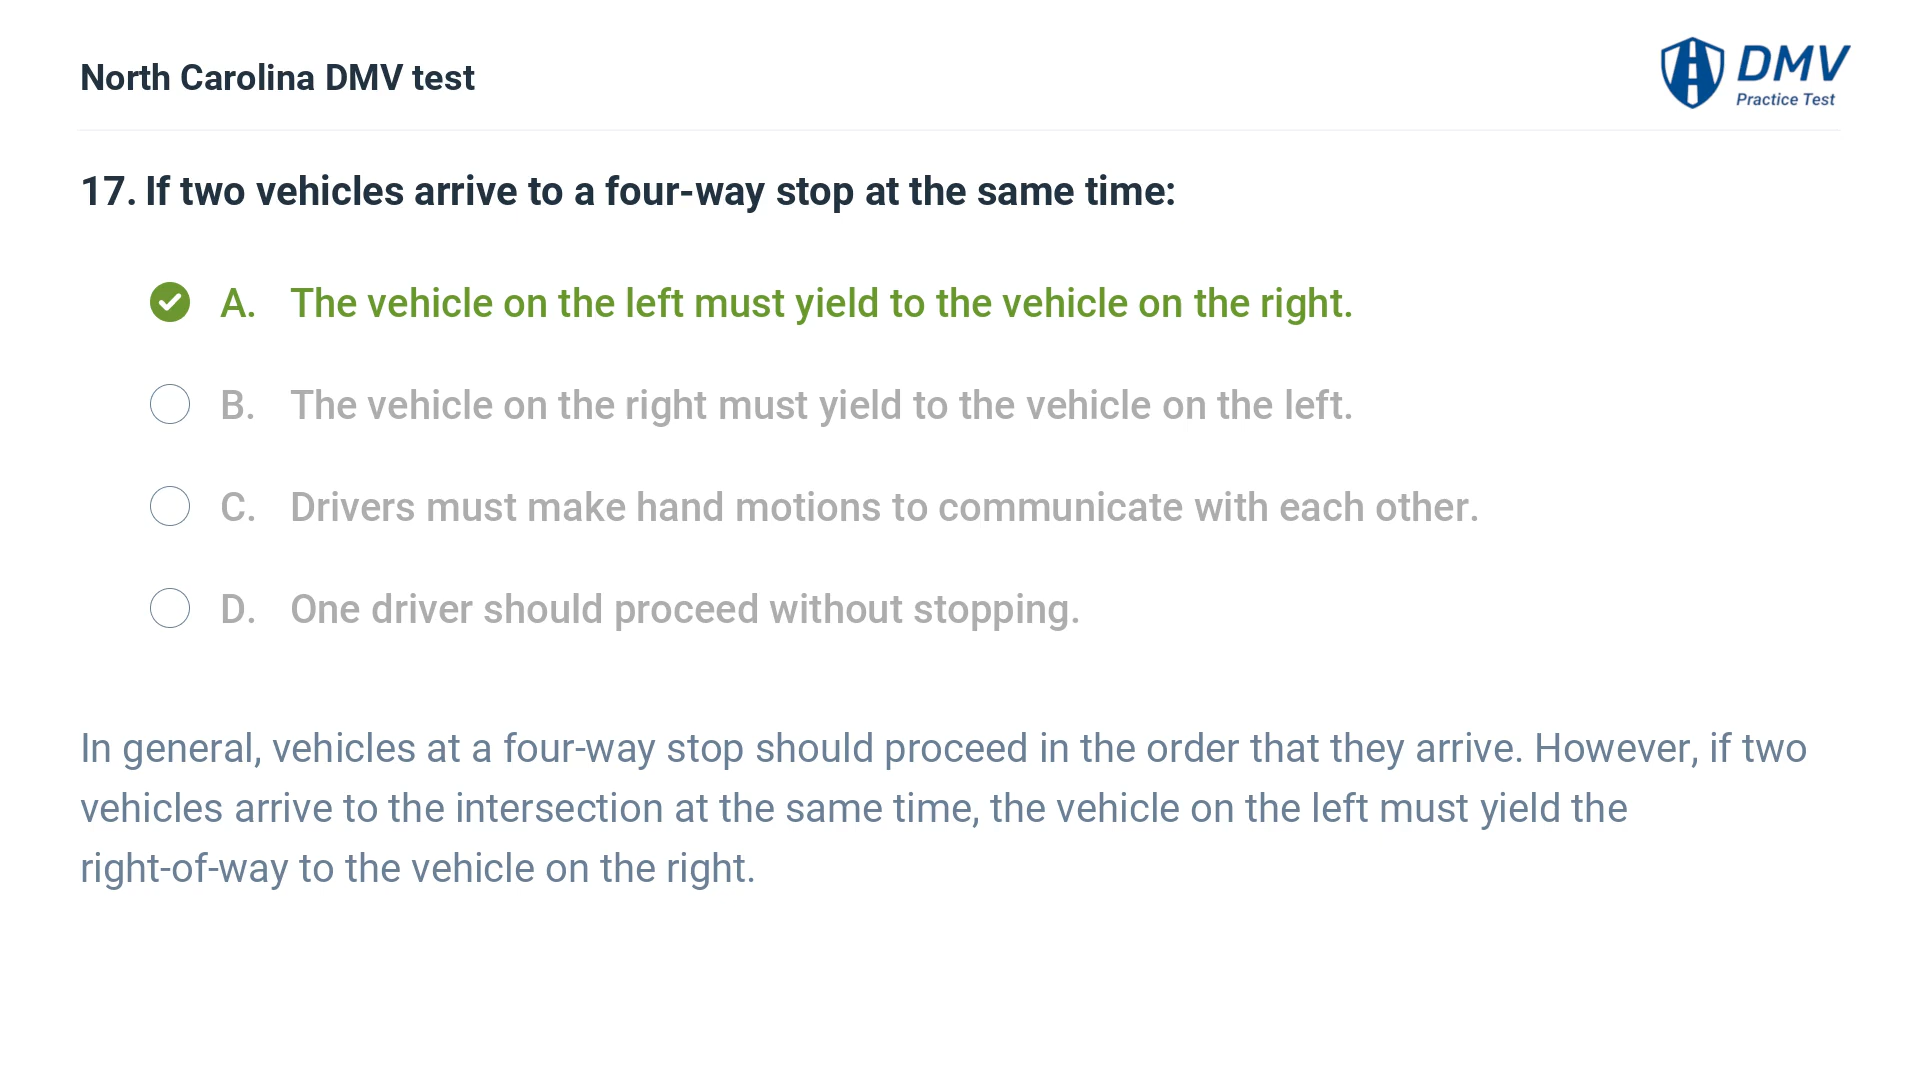 North Carolina DMV test
DMV
Practice Test
17. If two vehicles arrive to a four-way stop at the same time:
A. The vehicle on the left must yield to the vehicle on the right.
B. The vehicle on the right must yield to the vehicle on the left.
C. Drivers must make hand motions to communicate with each other.
D. One driver should proceed without stopping.
In general, vehicles at a four-way stop should proceed in the order that they arrive. However, if two
vehicles arrive to the intersection at the same time, the vehicle on the left must yield the
right-of-way to the vehicle on the right.